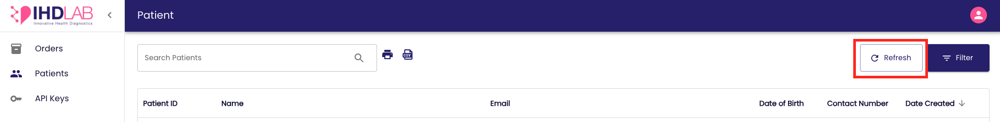 IHDLAB
Innovative Health Diagnostics
Patient
Orders
Patients
API Keys
Search Patients
CSV
Refresh
Filter
Patient ID Name Email Date of Birth Contact Number Date Created